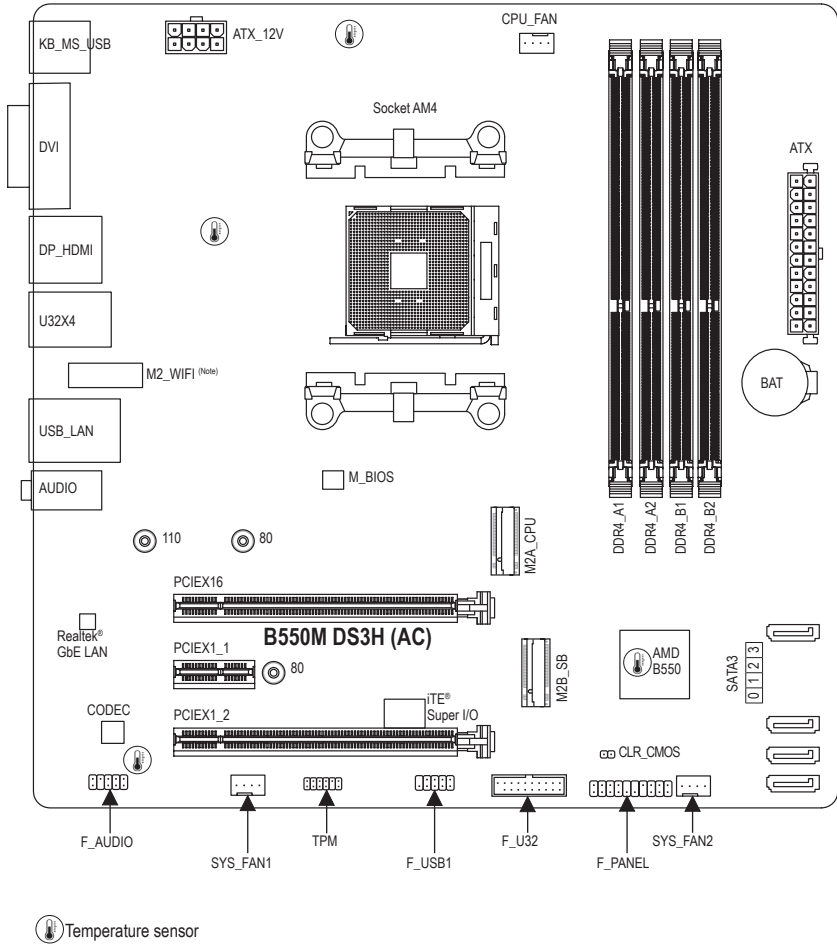 KB_MS_USB
ATX_12V
CPU_FAN
DVI
Socket AM4
ATX
DP_HDMI
U32X4
M2_WIFI (Note)
BAT
USB_LAN
AUDIO
M_BIOS
DDR4_A1
DDR4_A2
DDR4_B1
DDR4_B2
110
80
M2A_CPU
PCIEX16
Realtek®
GbE LAN
B550M DS3H (AC)
PCIEX1_1
80
M2B_SB
AMD
B550
SATA3
0 1 2 3
CODEC
PCIEX1_2
iTE®
Super I/O
CLR_CMOS
F_AUDIO
SYS_FAN1
TPM
F_USB1
F_U32
F_PANEL
SYS_FAN2
Temperature sensor